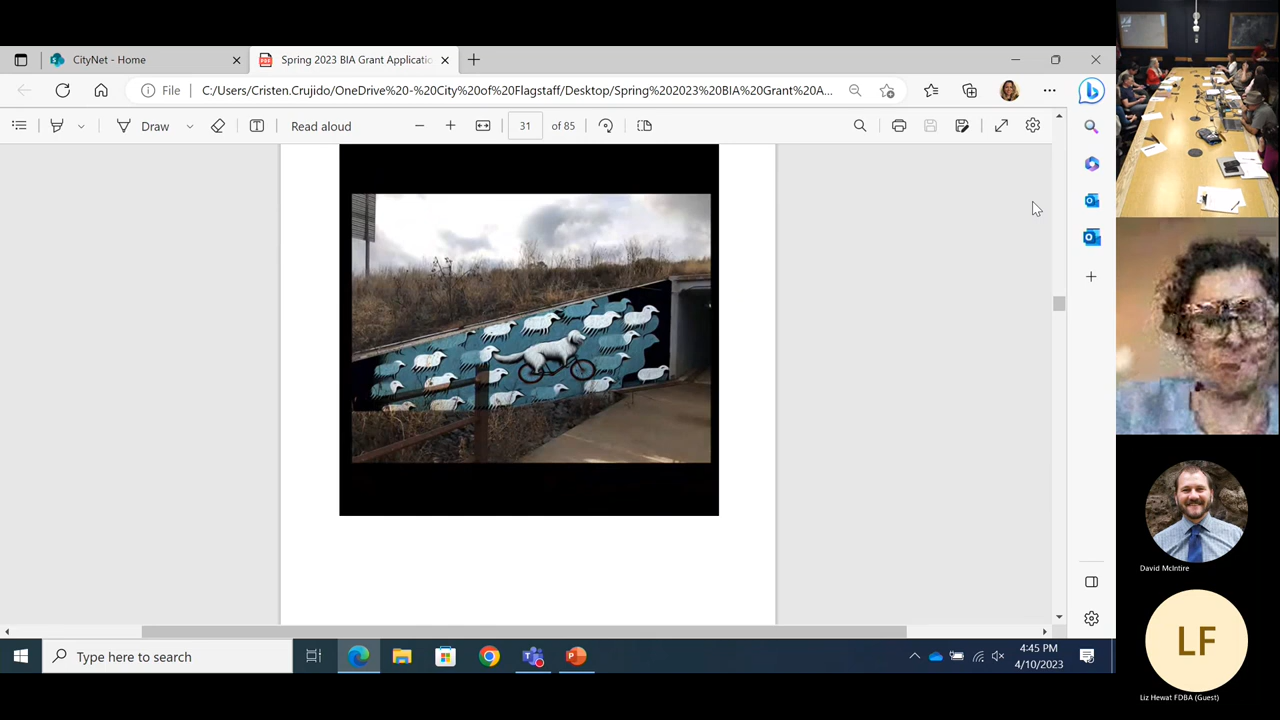 CityNet - Home
Spring 2023 BIA Grant Applicatio
File
C:/Users/Cristen.Crujido/OneDrive%20-%20City%20of%20Flagstaff/Desktop/Spring%202023%20BIA%20Grant%20A...
Draw
Read aloud
31
of 85
David McIntire
LF
Liz Hewat FDBA (Guest)
Type here to search
4:45 PM
4/10/2023